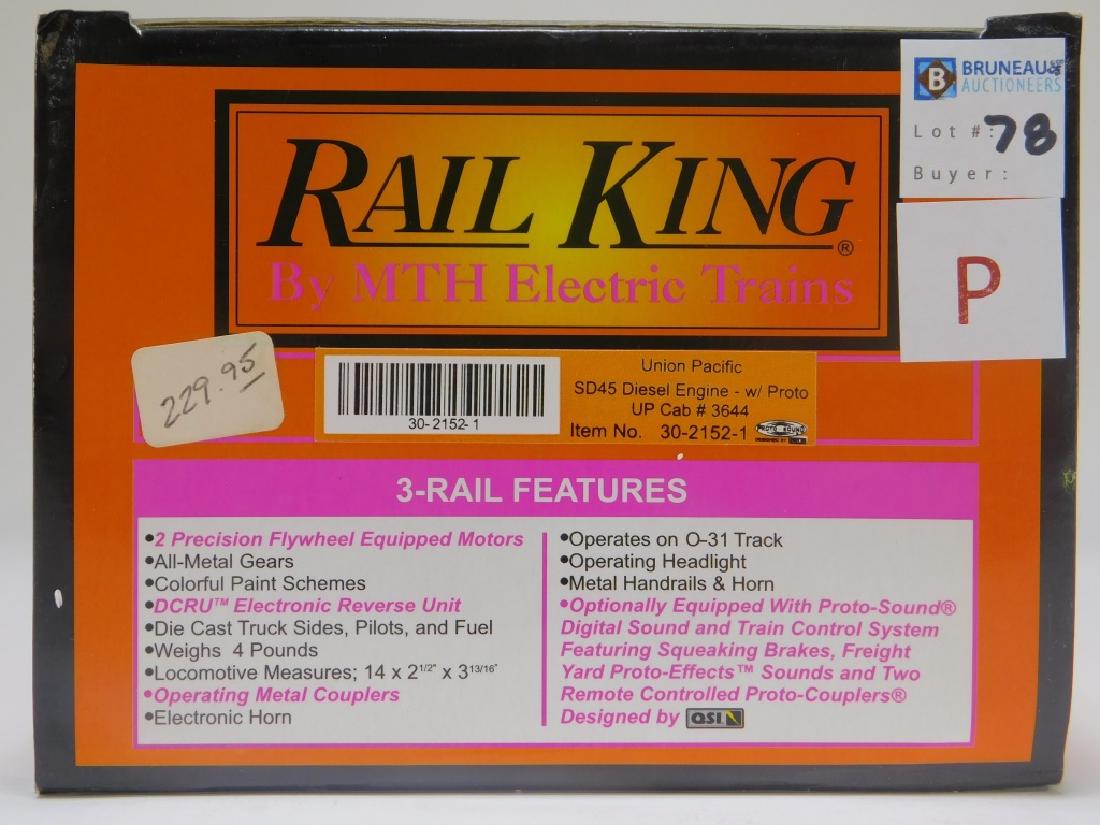 B BRUNEAU&CO
AUCTIONEERS
Lot #: 78
Buyer:
P
RAIL KING®
By MTH Electric Trains
229.95
30-2152-1
Union Pacific
SD45 Diesel Engine - w/ Proto
UP Cab # 3644
Item No. 30-2152-1
PROTO SOUND
3-RAIL FEATURES
•2 Precision Flywheel Equipped Motors
•All-Metal Gears
•Colorful Paint Schemes
•DCRU™ Electronic Reverse Unit
•Die Cast Truck Sides, Pilots, and Fuel
•Weighs 4 Pounds
•Locomotive Measures; 14 x 2 1/2" x 3 13/16"
•Operating Metal Couplers
•Electronic Horn
•Operates on O-31 Track
•Operating Headlight
•Metal Handrails & Horn
•Optionally Equipped With Proto-Sound®
Digital Sound and Train Control System
Featuring Squeaking Brakes, Freight
Yard Proto-Effects™ Sounds and Two
Remote Controlled Proto-Couplers®
Designed by QSI